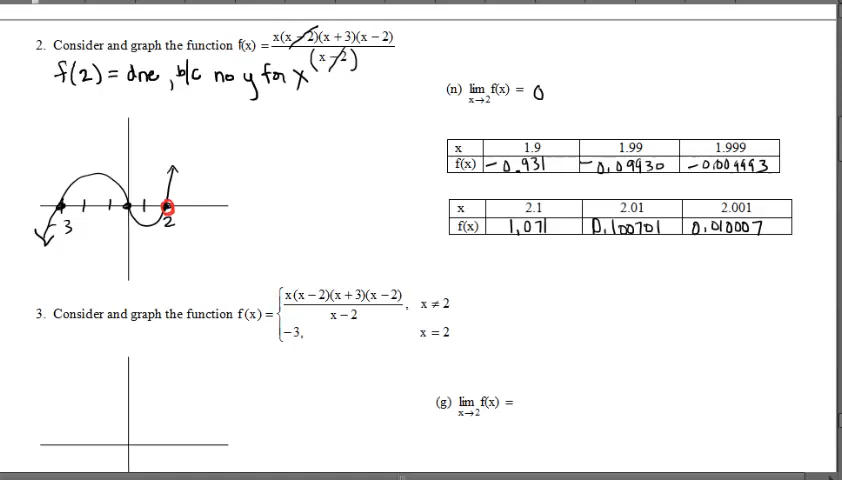 2. Consider and graph the function f(x) = x(x − 2)(x + 3)(x − 2) / (x − 2)
f(2) = dne, b/c no y for x
(n) lim x→2 f(x) = 0
x 1.9 1.99 1.999
f(x) −0.931 −0.09930 −0.009993
x 2.1 2.01 2.001
f(x) 1.071 0.100701 0.010007
3 2
3. Consider and graph the function f(x) = { x(x − 2)(x + 3)(x − 2) / x − 2, x ≠ 2
−3, x = 2
(g) lim x→2 f(x) =